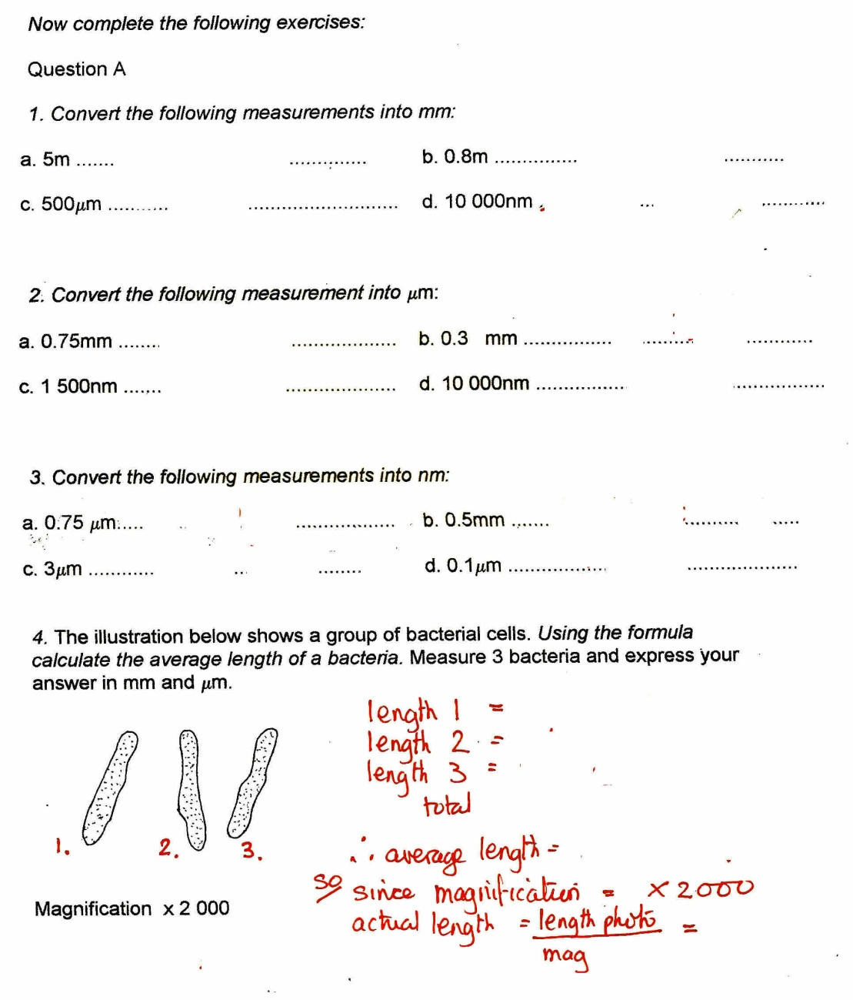 Now complete the following exercises:
Question A
1. Convert the following measurements into mm:
a. 5m ....... .............. b. 0.8m ............... ...........
c. 500μm ........... ........................... d. 10 000nm . ... ............
2. Convert the following measurement into μm:
a. 0.75mm ........ ................... b. 0.3 mm ................ .......... ............
c. 1 500nm ....... .................... d. 10 000nm ................ .................
3. Convert the following measurements into nm:
a. 0.75 μm..... .................. b. 0.5mm ....... .......... .....
c. 3μm ............ ... ........ d. 0.1μm .................. ....................
4. The illustration below shows a group of bacterial cells. Using the formula
calculate the average length of a bacteria. Measure 3 bacteria and express your
answer in mm and μm.
length 1 =
length 2 =
length 3 =
total
1. 2. 3.
∴ average length =
so since magnification = × 2000
Magnification x 2 000
actual length = length photo =
mag